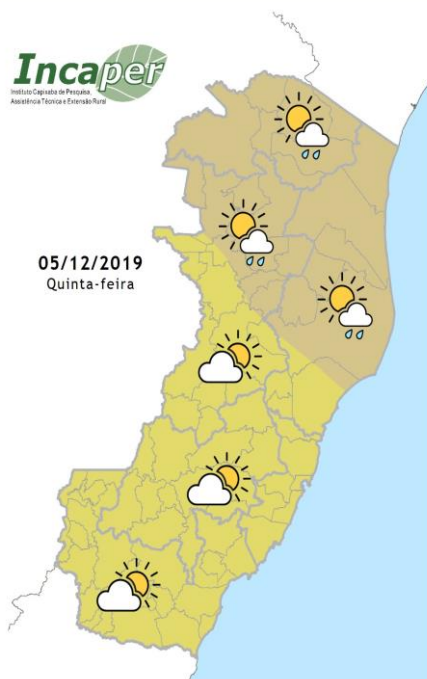 Incaper
Instituto Capixaba de Pesquisa,
Assistência Técnica e Extensão Rural
05/12/2019
Quinta-feira